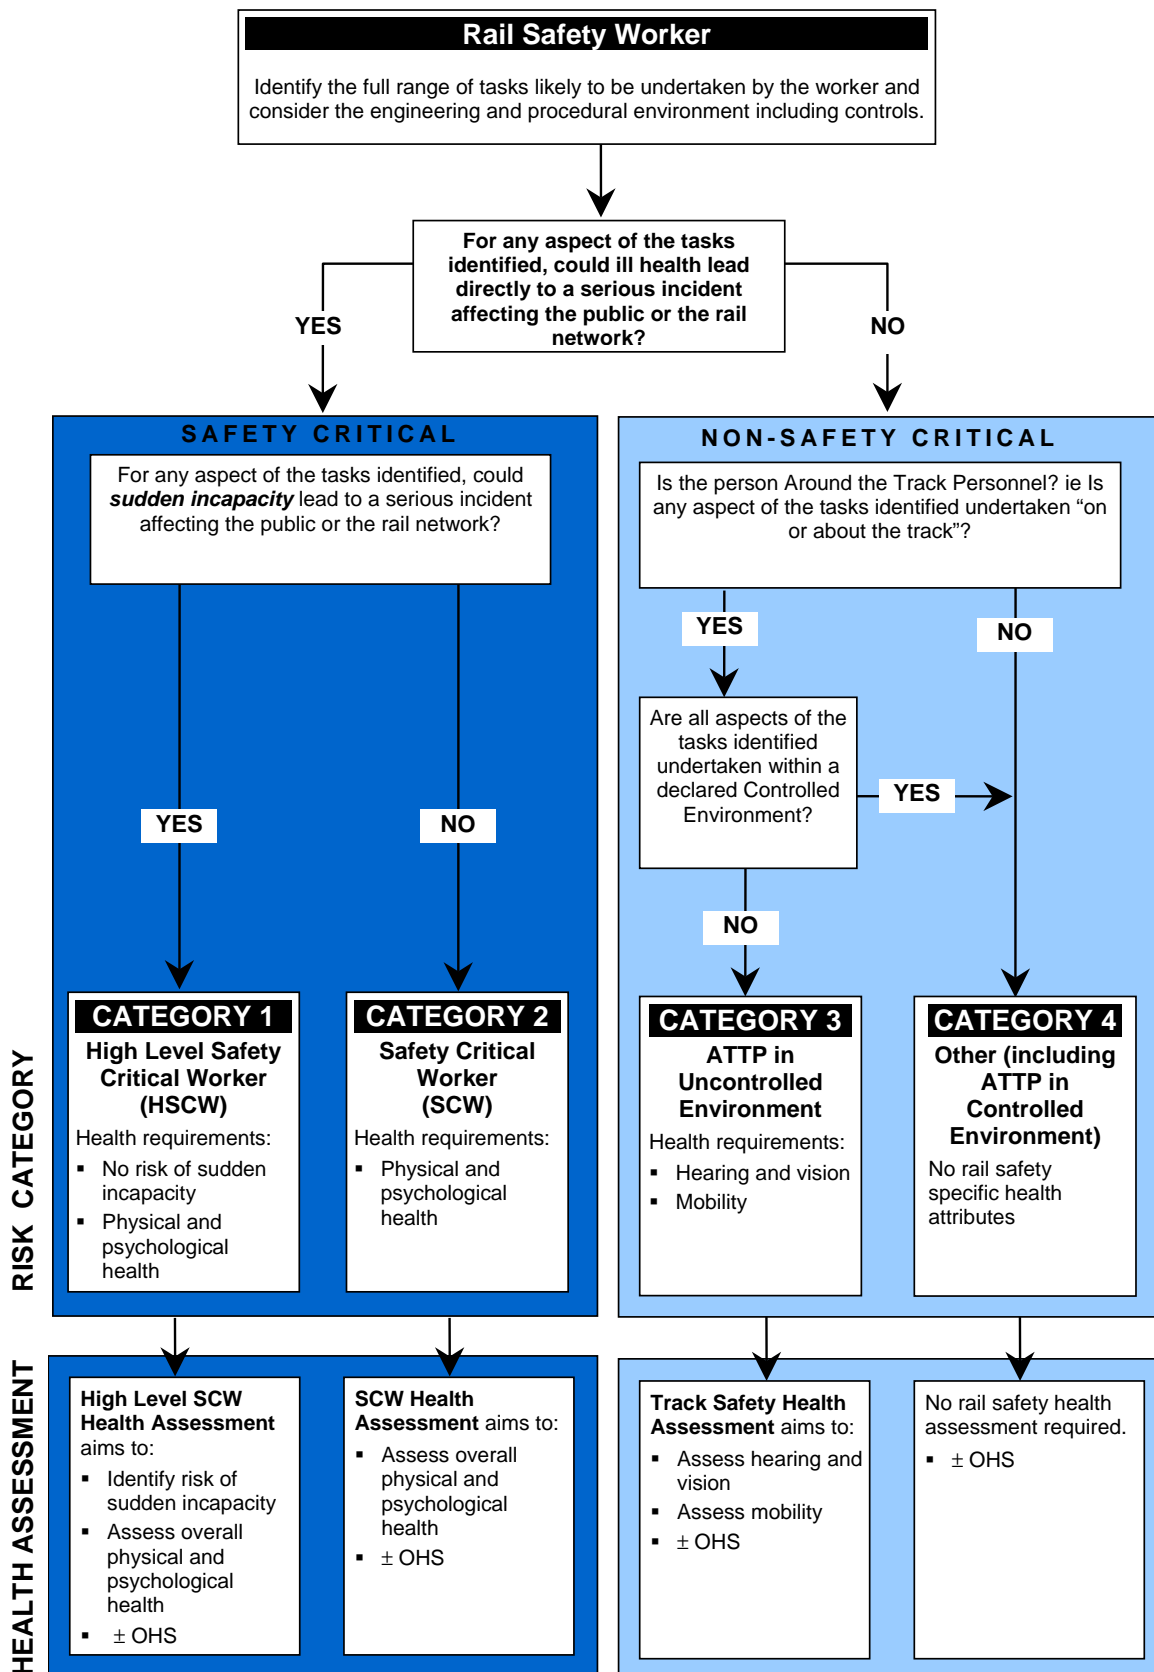 Rail Safety Worker
Identify the full range of tasks likely to be undertaken by the worker and
consider the engineering and procedural environment including controls.
For any aspect of the tasks
identified, could ill health lead
directly to a serious incident
affecting the public or the rail
network?
YES
NO
SAFETY CRITICAL
For any aspect of the tasks identified, could
sudden incapacity lead to a serious incident
affecting the public or the rail network?
YES
NO
NON-SAFETY CRITICAL
Is the person Around the Track Personnel? ie Is
any aspect of the tasks identified undertaken “on
or about the track”?
YES
NO
Are all aspects of the
tasks identified
undertaken within a
declared Controlled
Environment?
YES
NO
RISK CATEGORY
CATEGORY 1
High Level Safety
Critical Worker
(HSCW)
Health requirements:
▪ No risk of sudden
incapacity
▪ Physical and
psychological
health
CATEGORY 2
Safety Critical
Worker
(SCW)
Health requirements:
▪ Physical and
psychological
health
CATEGORY 3
ATTP in
Uncontrolled
Environment
Health requirements:
▪ Hearing and vision
▪ Mobility
CATEGORY 4
Other (including
ATTP in
Controlled
Environment)
No rail safety
specific health
attributes
HEALTH ASSESSMENT
High Level SCW
Health Assessment
aims to:
▪ Identify risk of
sudden incapacity
▪ Assess overall
physical and
psychological
health
▪ ± OHS
SCW Health
Assessment aims to:
▪ Assess overall
physical and
psychological
health
▪ ± OHS
Track Safety Health
Assessment aims to:
▪ Assess hearing and
vision
▪ Assess mobility
▪ ± OHS
No rail safety health
assessment required.
▪ ± OHS